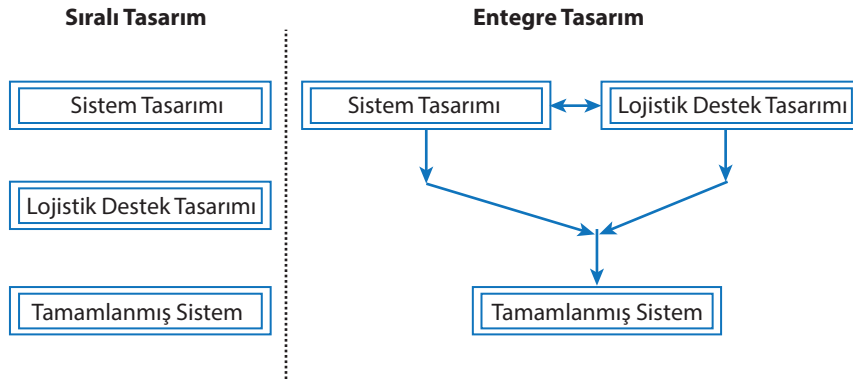 Sıralı Tasarım
Sistem Tasarımı
Lojistik Destek Tasarımı
Tamamlanmış Sistem
Entegre Tasarım
Sistem Tasarımı
Lojistik Destek Tasarımı
Tamamlanmış Sistem